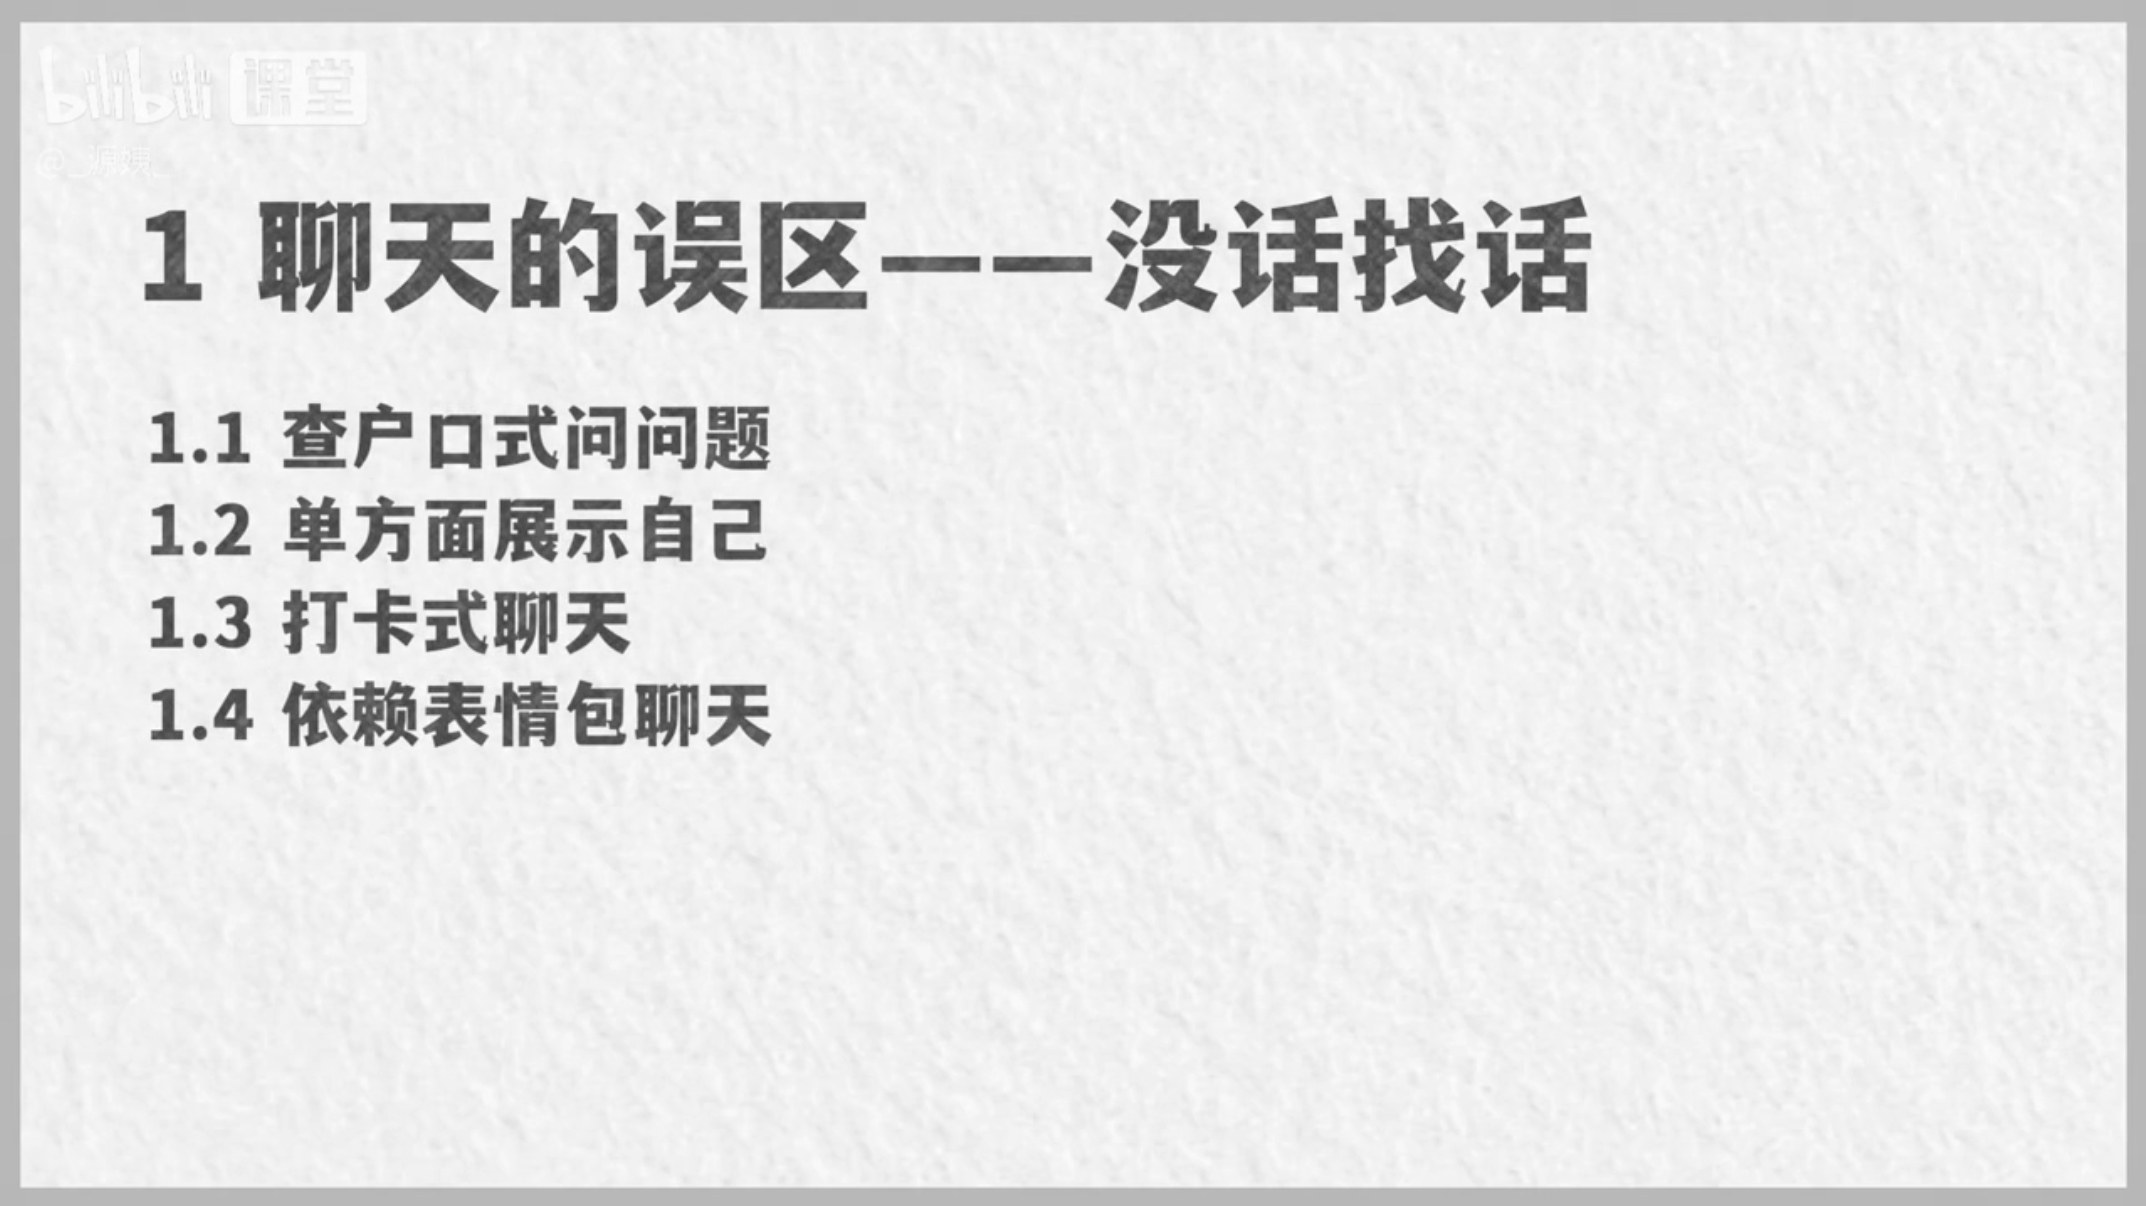 bilibili 课堂
@_源姨_
1 聊天的误区——没话找话
1.1 查户口式问问题
1.2 单方面展示自己
1.3 打卡式聊天
1.4 依赖表情包聊天